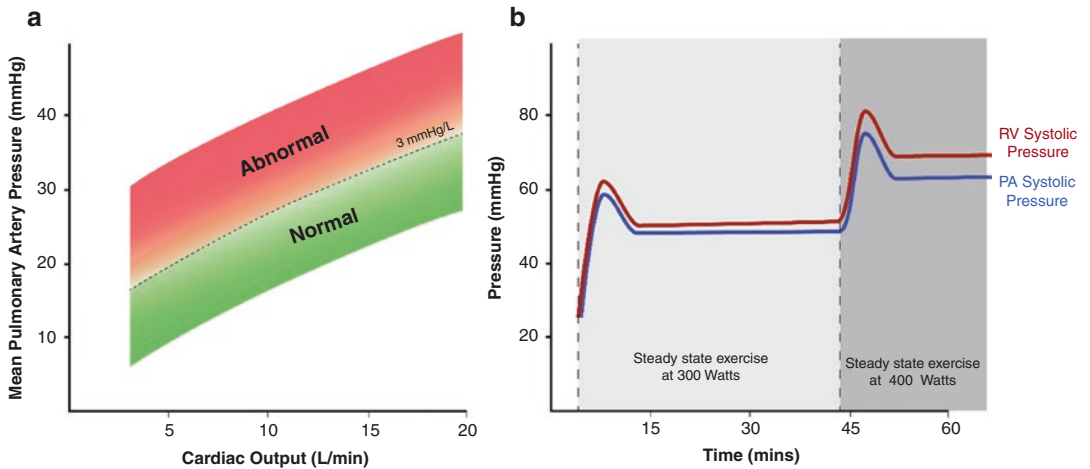 a
Mean Pulmonary Artery Pressure (mmHg)
40
30
20
10
Abnormal
3 mmHg/L
Normal
5
10
15
20
Cardiac Output (L/min)
b
Pressure (mmHg)
80
60
40
20
RV Systolic
Pressure
PA Systolic
Pressure
Steady state exercise
at 300 Watts
Steady state exercise
at 400 Watts
15
30
45
60
Time (mins)